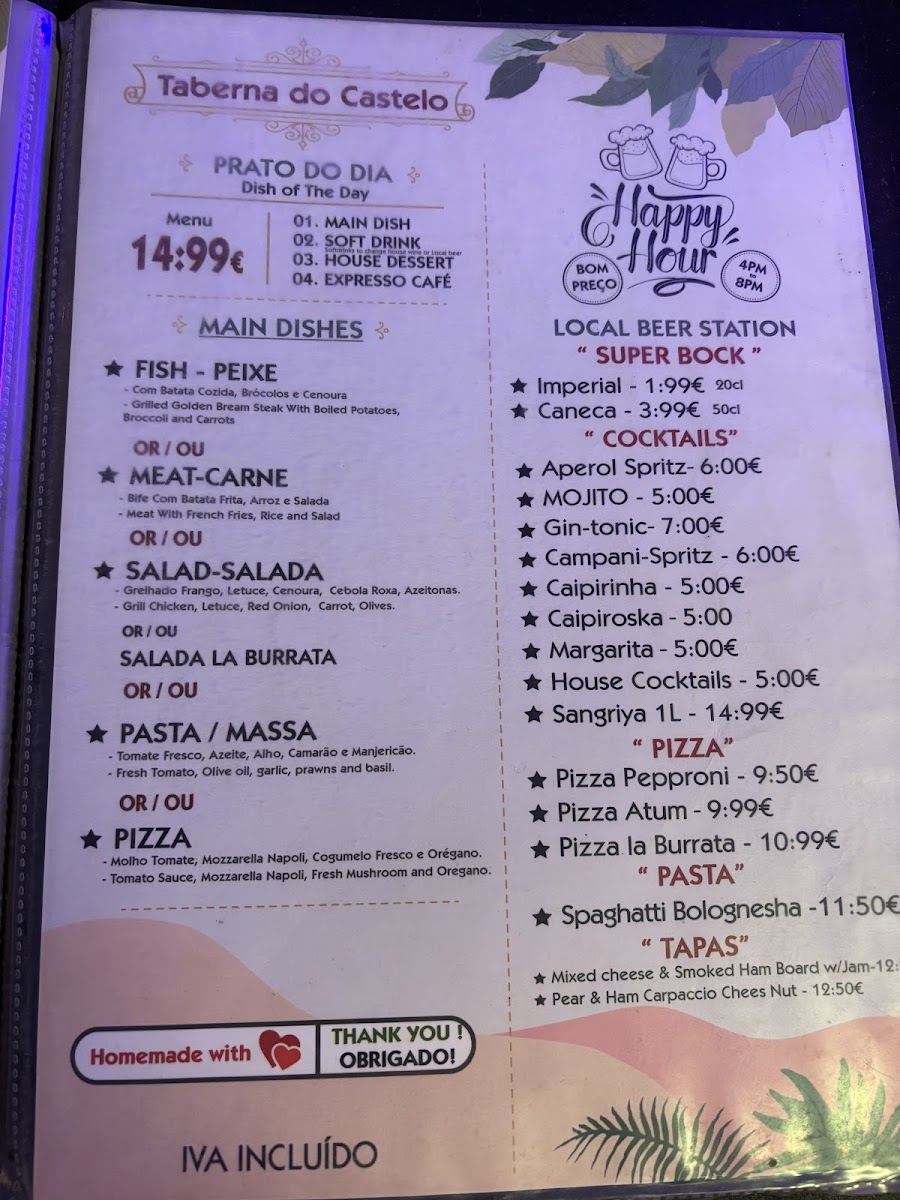 Taberna do Castelo
PRATO DO DIA
Dish of The Day
Menu
14:99€
01. MAIN DISH
02. SOFT DRINK
Softdrinks to change house wine or Local beer
03. HOUSE DESSERT
04. EXPRESSO CAFÉ
MAIN DISHES
★ FISH - PEIXE
- Com Batata Cozida, Brócolos e Cenoura
- Grilled Golden Bream Steak With Boiled Potatoes,
Broccoli and Carrots
OR / OU
★ MEAT-CARNE
- Bife Com Batata Frita, Arroz e Salada
- Meat With French Fries, Rice and Salad
OR / OU
★ SALAD-SALADA
- Grelhado Frango, Letuce, Cenoura, Cebola Roxa, Azeitonas.
- Grill Chicken, Letuce, Red Onion, Carrot, Olives.
OR / OU
SALADA LA BURRATA
OR / OU
★ PASTA / MASSA
- Tomate Fresco, Azeite, Alho, Camarão e Manjericão.
- Fresh Tomato, Olive oil, garlic, prawns and basil.
OR / OU
★ PIZZA
- Molho Tomate, Mozzarella Napoli, Cogumelo Fresco e Orégano.
- Tomato Sauce, Mozzarella Napoli, Fresh Mushroom and Oregano.
Homemade with
THANK YOU !
OBRIGADO!
IVA INCLUÍDO
Happy
Hour
BOM
PREÇO
4PM
to
8PM
LOCAL BEER STATION
“ SUPER BOCK ”
★ Imperial - 1:99€ 20cl
★ Caneca - 3:99€ 50cl
“ COCKTAILS”
★ Aperol Spritz- 6:00€
★ MOJITO - 5:00€
★ Gin-tonic- 7:00€
★ Campani-Spritz - 6:00€
★ Caipirinha - 5:00€
★ Caipiroska - 5:00
★ Margarita - 5:00€
★ House Cocktails - 5:00€
★ Sangriya 1L - 14:99€
“ PIZZA”
★ Pizza Pepproni - 9:50€
★ Pizza Atum - 9:99€
★ Pizza la Burrata - 10:99€
“ PASTA”
★ Spaghatti Bolognesha -11:50€
“ TAPAS”
★ Mixed cheese & Smoked Ham Board w/Jam-12:
★ Pear & Ham Carpaccio Chees Nut - 12:50€